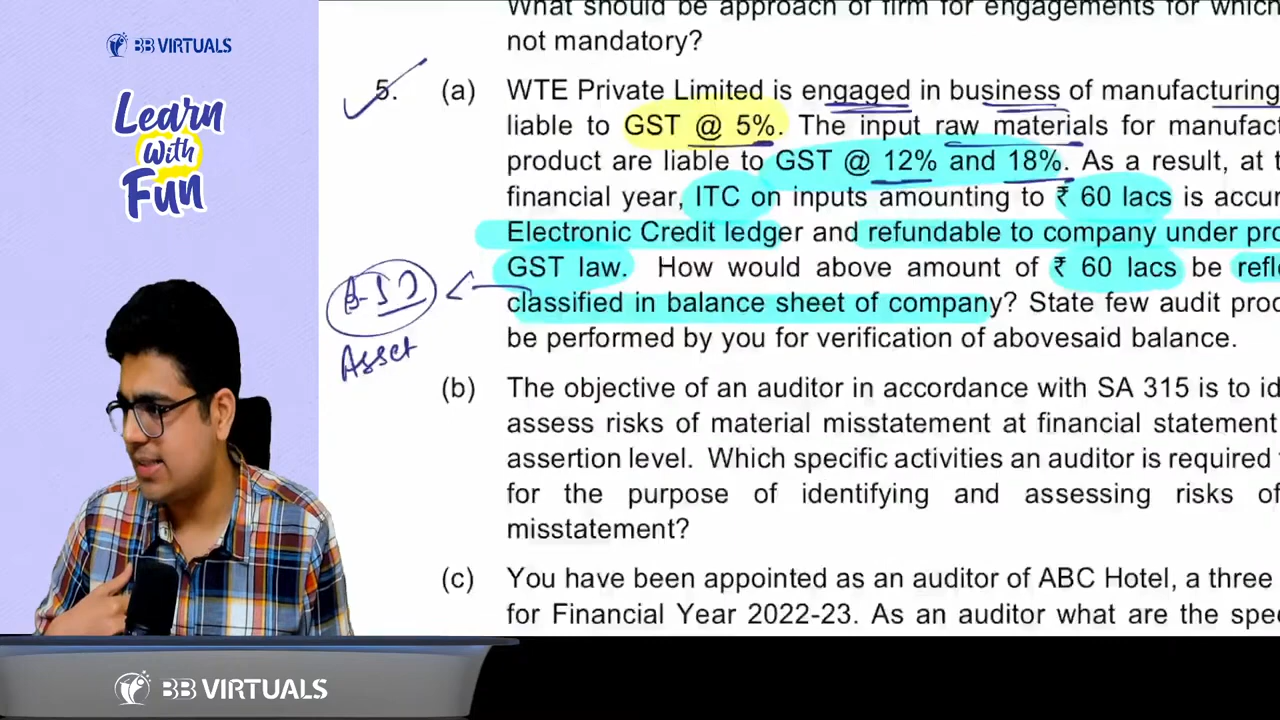 BB VIRTUALS
Learn
With
Fun
What should be approach of firm for engagements for which
not mandatory?
5. (a) WTE Private Limited is engaged in business of manufacturing
liable to GST @ 5%. The input raw materials for manufact
product are liable to GST @ 12% and 18%. As a result, at t
financial year, ITC on inputs amounting to ₹ 60 lacs is accum
Electronic Credit ledger and refundable to company under pro
GST law. How would above amount of ₹ 60 lacs be refle
classified in balance sheet of company? State few audit proc
be performed by you for verification of abovesaid balance.
Asset
(b) The objective of an auditor in accordance with SA 315 is to id
assess risks of material misstatement at financial statement
assertion level. Which specific activities an auditor is required
for the purpose of identifying and assessing risks of
misstatement?
(c) You have been appointed as an auditor of ABC Hotel, a three
for Financial Year 2022-23. As an auditor what are the spe
BB VIRTUALS